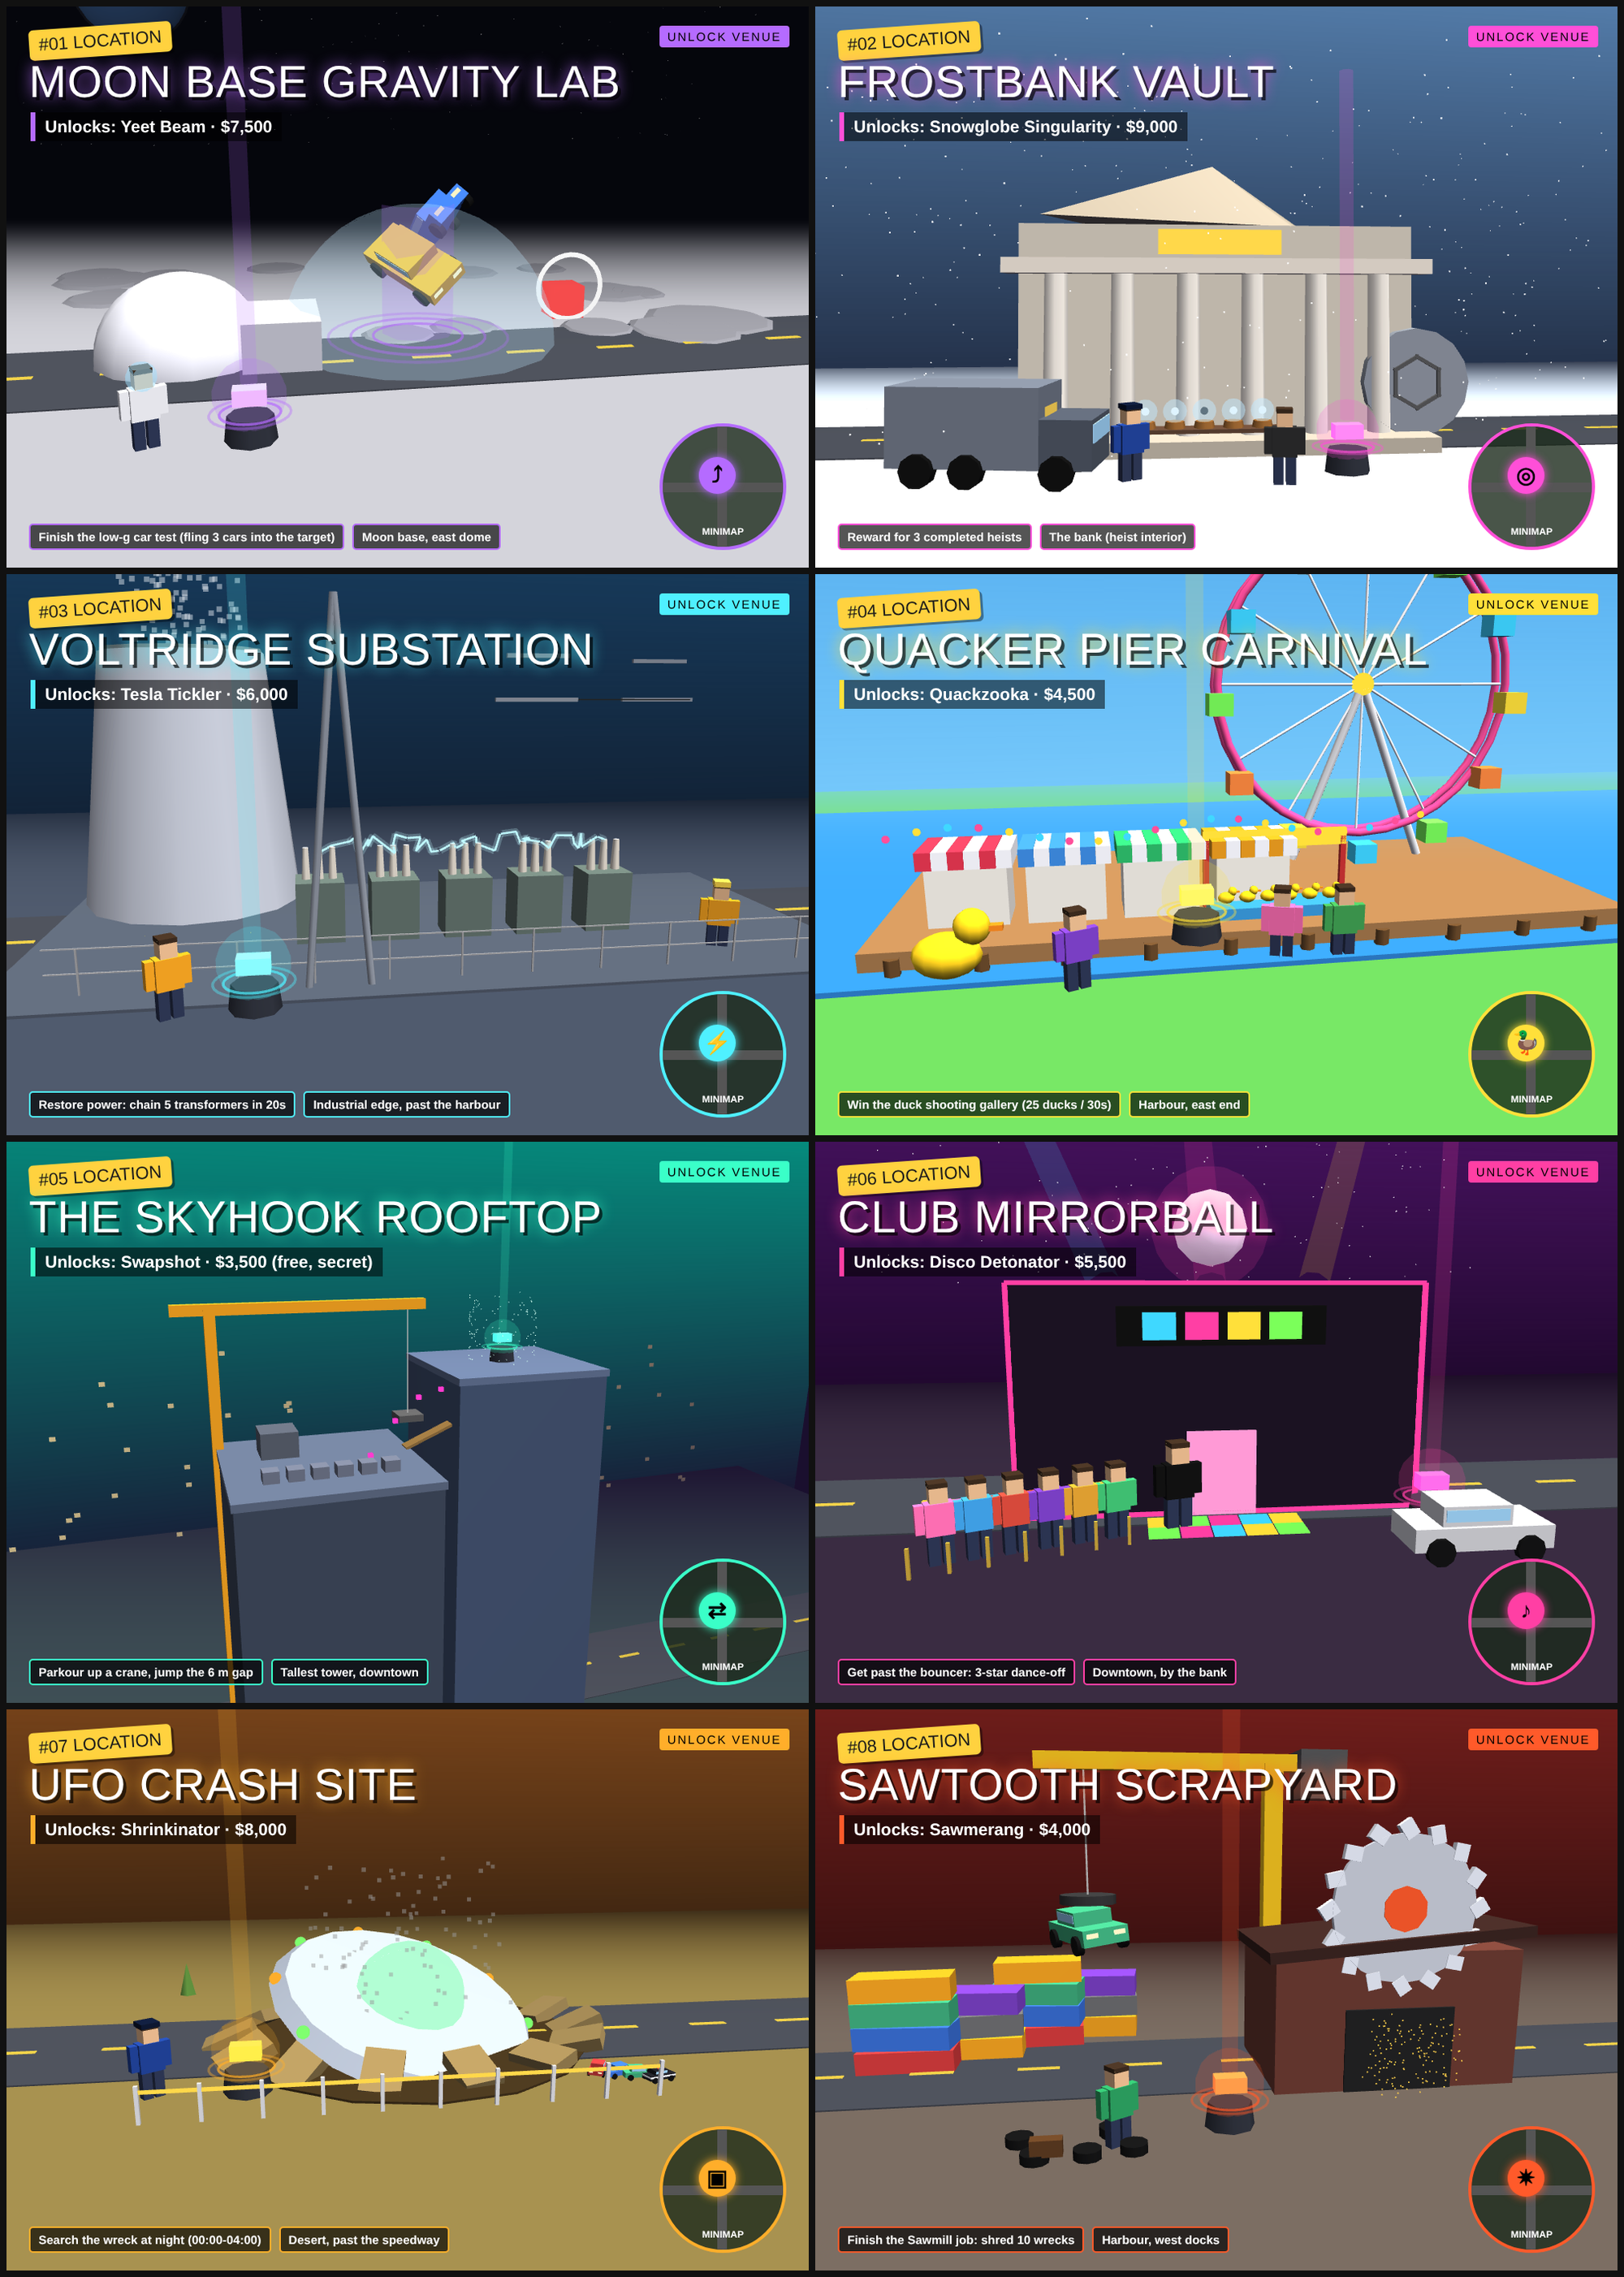 #01 LOCATION
UNLOCK VENUE
MOON BASE GRAVITY LAB
Unlocks: Yeet Beam · $7,500
Finish the low-g car test (fling 3 cars into the target)
Moon base, east dome
MINIMAP
#02 LOCATION
UNLOCK VENUE
FROSTBANK VAULT
Unlocks: Snowglobe Singularity · $9,000
Reward for 3 completed heists
The bank (heist interior)
MINIMAP
#03 LOCATION
UNLOCK VENUE
VOLTRIDGE SUBSTATION
Unlocks: Tesla Tickler · $6,000
Restore power: chain 5 transformers in 20s
Industrial edge, past the harbour
MINIMAP
#04 LOCATION
UNLOCK VENUE
QUACKER PIER CARNIVAL
Unlocks: Quackzooka · $4,500
Win the duck shooting gallery (25 ducks / 30s)
Harbour, east end
MINIMAP
#05 LOCATION
UNLOCK VENUE
THE SKYHOOK ROOFTOP
Unlocks: Swapshot · $3,500 (free, secret)
Parkour up a crane, jump the 6 m gap
Tallest tower, downtown
MINIMAP
#06 LOCATION
UNLOCK VENUE
CLUB MIRRORBALL
Unlocks: Disco Detonator · $5,500
Get past the bouncer: 3-star dance-off
Downtown, by the bank
MINIMAP
#07 LOCATION
UNLOCK VENUE
UFO CRASH SITE
Unlocks: Shrinkinator · $8,000
Search the wreck at night (00:00-04:00)
Desert, past the speedway
MINIMAP
#08 LOCATION
UNLOCK VENUE
SAWTOOTH SCRAPYARD
Unlocks: Sawmerang · $4,000
Finish the Sawmill job: shred 10 wrecks
Harbour, west docks
MINIMAP